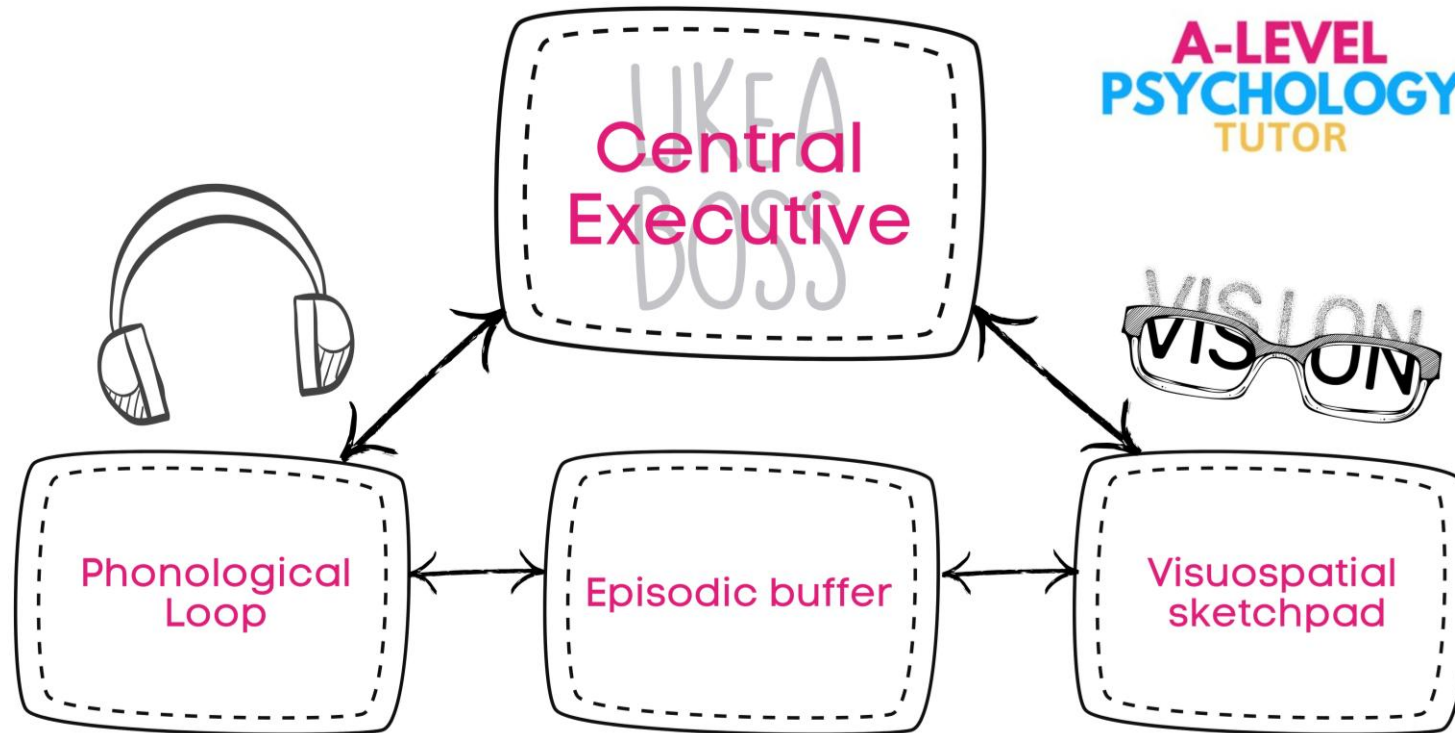 A-LEVEL
PSYCHOLOGY
TUTOR
LIKE A
BOSS
Central
Executive
VISION
Phonological
Loop
Episodic buffer
Visuospatial
sketchpad